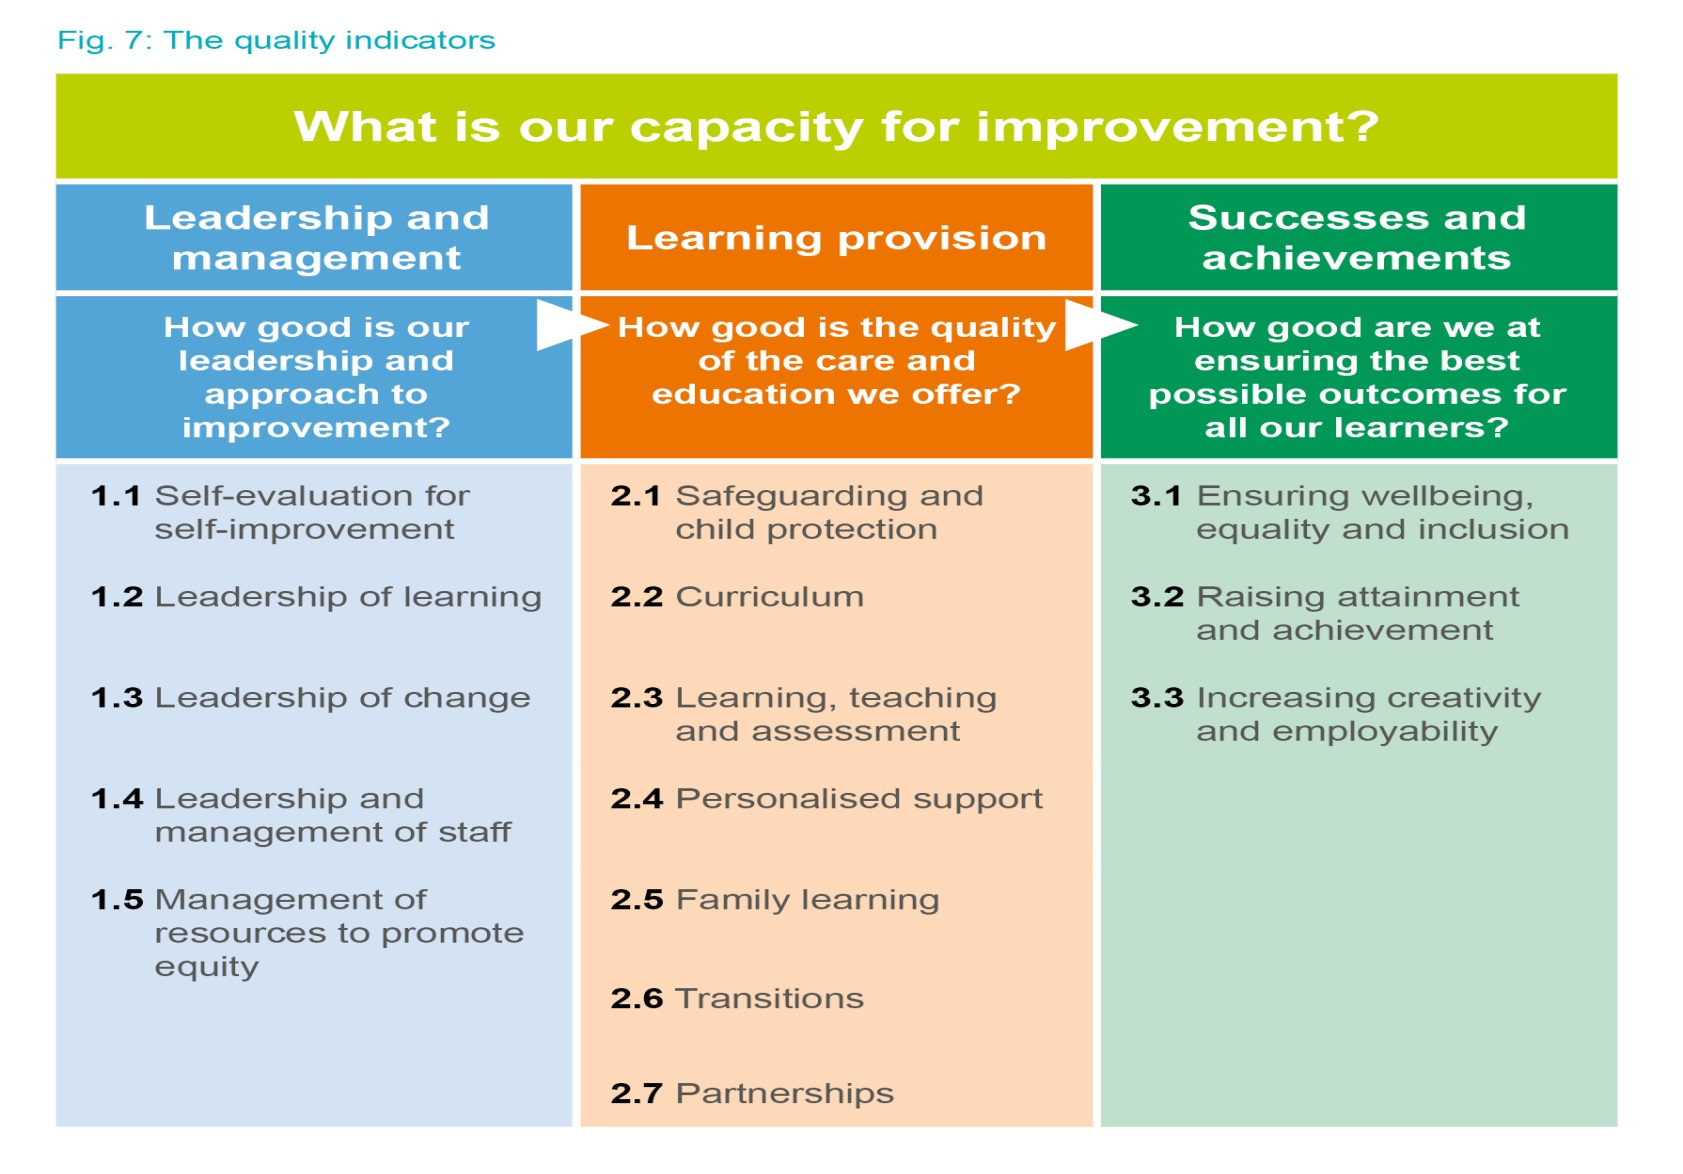 Fig. 7: The quality indicators
What is our capacity for improvement?
Leadership and
management
Learning provision
Successes and
achievements
How good is our
leadership and
approach to
improvement?
How good is the quality
of the care and
education we offer?
How good are we at
ensuring the best
possible outcomes for
all our learners?
1.1 Self-evaluation for
self-improvement
1.2 Leadership of learning
1.3 Leadership of change
1.4 Leadership and
management of staff
1.5 Management of
resources to promote
equity
2.1 Safeguarding and
child protection
2.2 Curriculum
2.3 Learning, teaching
and assessment
2.4 Personalised support
2.5 Family learning
2.6 Transitions
2.7 Partnerships
3.1 Ensuring wellbeing,
equality and inclusion
3.2 Raising attainment
and achievement
3.3 Increasing creativity
and employability